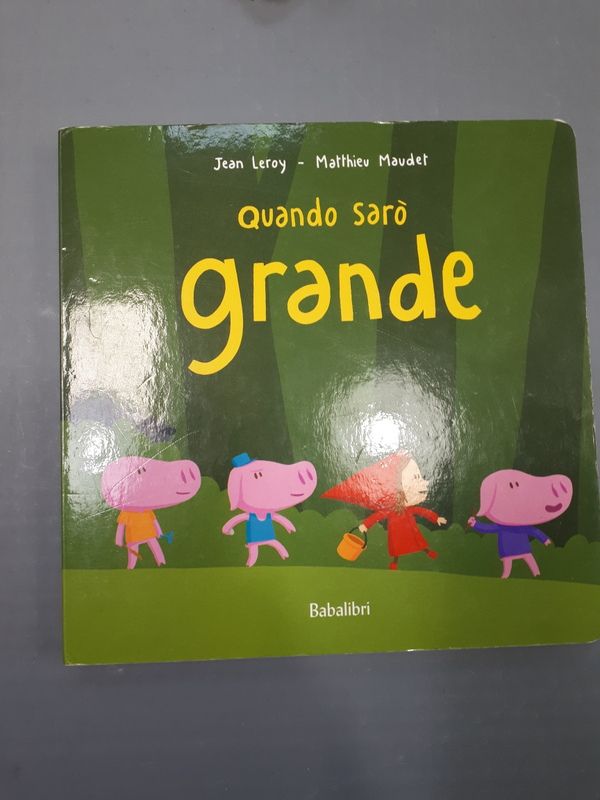 Jean Leroy - Matthieu Maudet
Quando sarò
grande
Babalibri